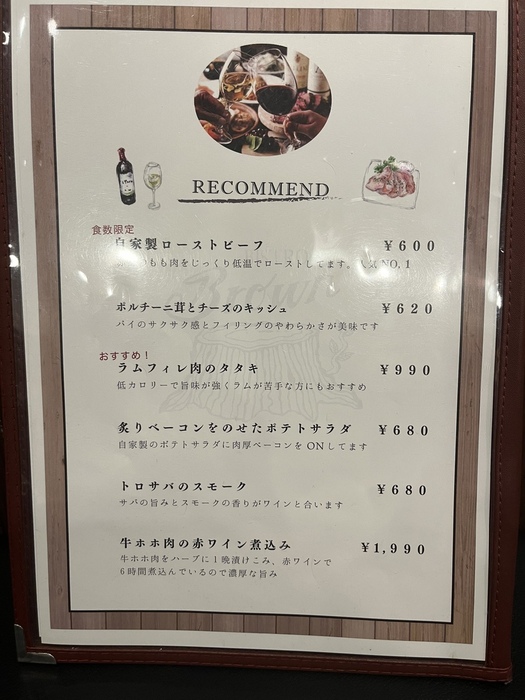 RECOMMEND
食数限定
自家製ローストビーフ ¥600
もも肉をじっくり低温でローストしてます。人気NO,1
ポルチーニ茸とチーズのキッシュ ¥620
パイのサクサク感とフィリングのやわらかさが美味です
おすすめ！
ラムフィレ肉のタタキ ¥990
低カロリーで旨味が強くラムが苦手な方にもおすすめ
炙りベーコンをのせたポテトサラダ ¥680
自家製のポテトサラダに肉厚ベーコンを ONしてます
トロサバのスモーク ¥680
サバの旨みとスモークの香りがワインと合います
牛ホホ肉の赤ワイン煮込み ¥1,990
牛ホホ肉をハーブに1晩漬けこみ、赤ワインで
6時間煮込んでいるので濃厚な旨み